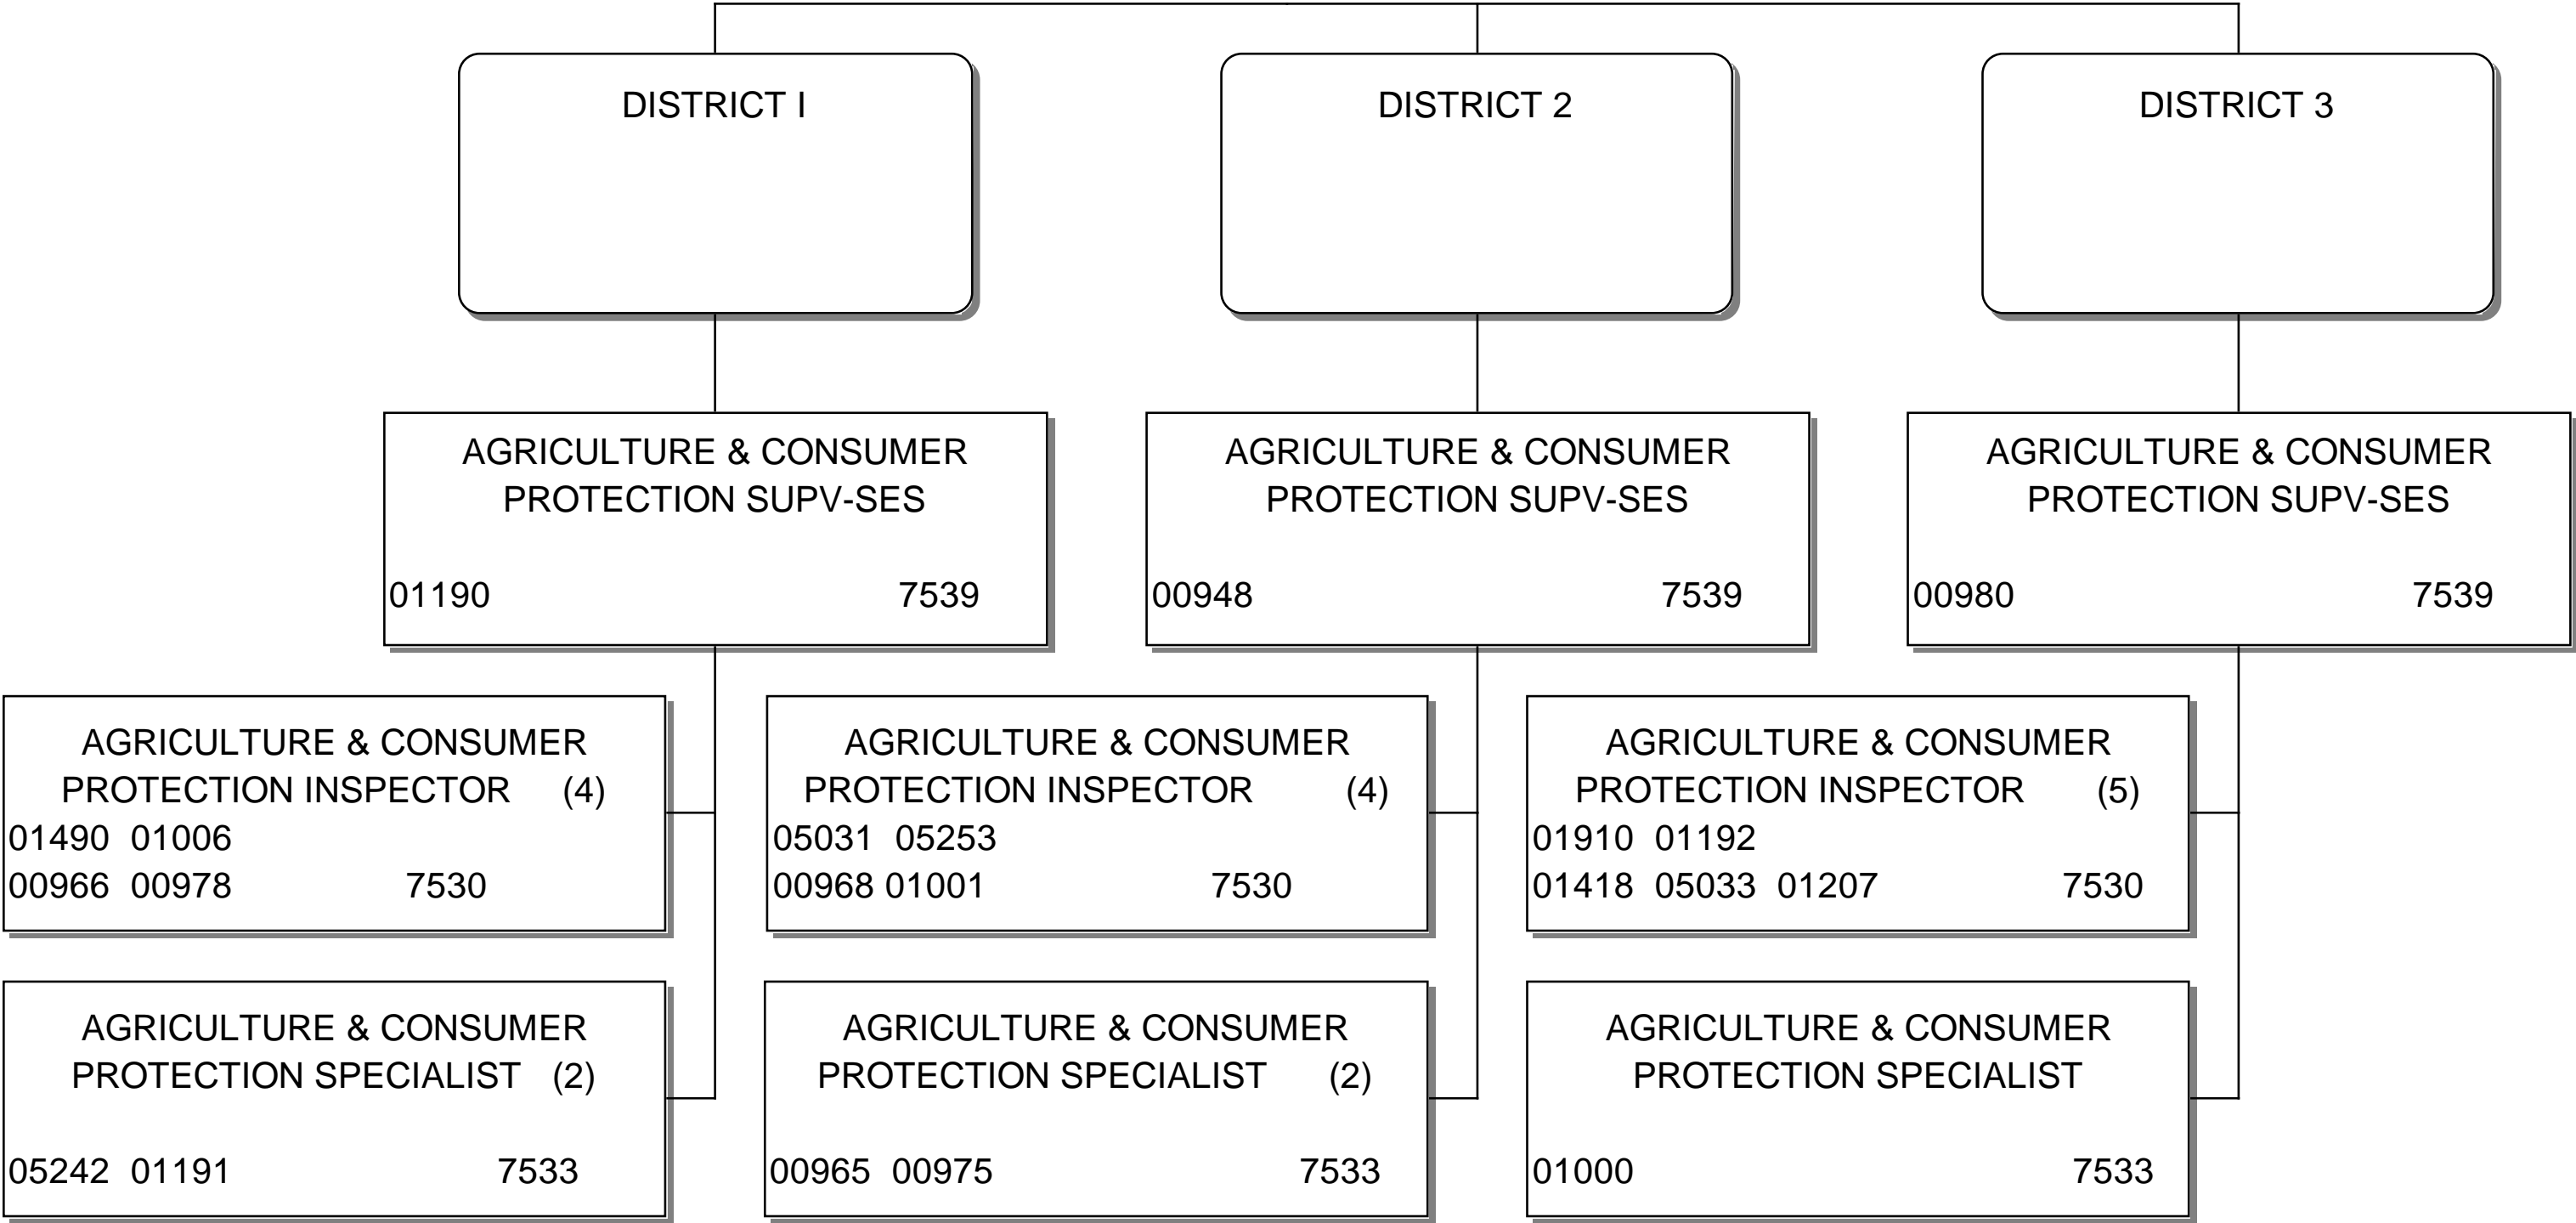 DISTRICT I
DISTRICT 2
DISTRICT 3
AGRICULTURE & CONSUMER
PROTECTION SUPV-SES
01190 7539
AGRICULTURE & CONSUMER
PROTECTION SUPV-SES
00948 7539
AGRICULTURE & CONSUMER
PROTECTION SUPV-SES
00980 7539
AGRICULTURE & CONSUMER
PROTECTION INSPECTOR (4)
01490 01006
00966 00978 7530
AGRICULTURE & CONSUMER
PROTECTION INSPECTOR (4)
05031 05253
00968 01001 7530
AGRICULTURE & CONSUMER
PROTECTION INSPECTOR (5)
01910 01192
01418 05033 01207 7530
AGRICULTURE & CONSUMER
PROTECTION SPECIALIST (2)
05242 01191 7533
AGRICULTURE & CONSUMER
PROTECTION SPECIALIST (2)
00965 00975 7533
AGRICULTURE & CONSUMER
PROTECTION SPECIALIST
01000 7533